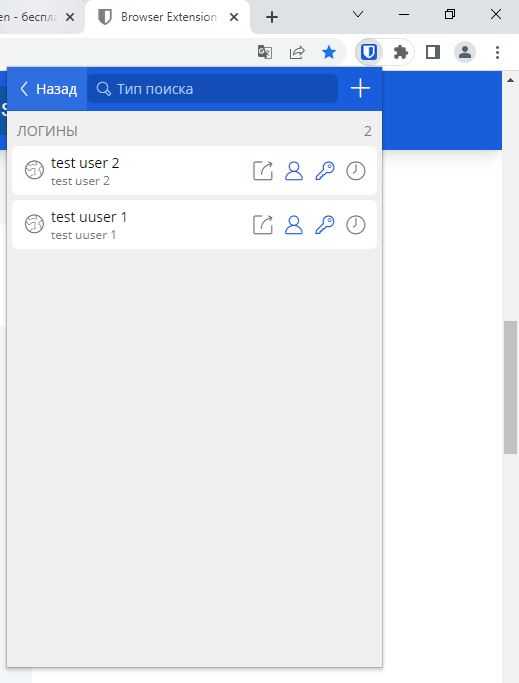 en - беспла
Browser Extension
Назад
Тип поиска
ЛОГИНЫ 2
test user 2
test user 2
test uuser 1
test uuser 1